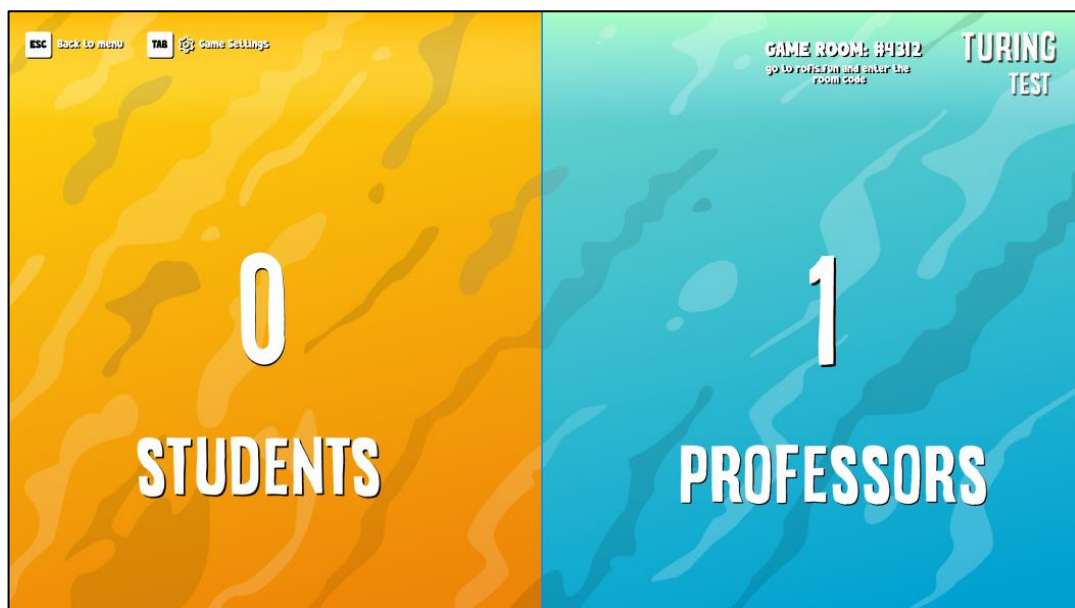 ESC Back to menu TAB Game Settings
GAME ROOM: #4312
go to rofis.fun and enter the
room code
TURING
TEST
0
STUDENTS
1
PROFESSORS